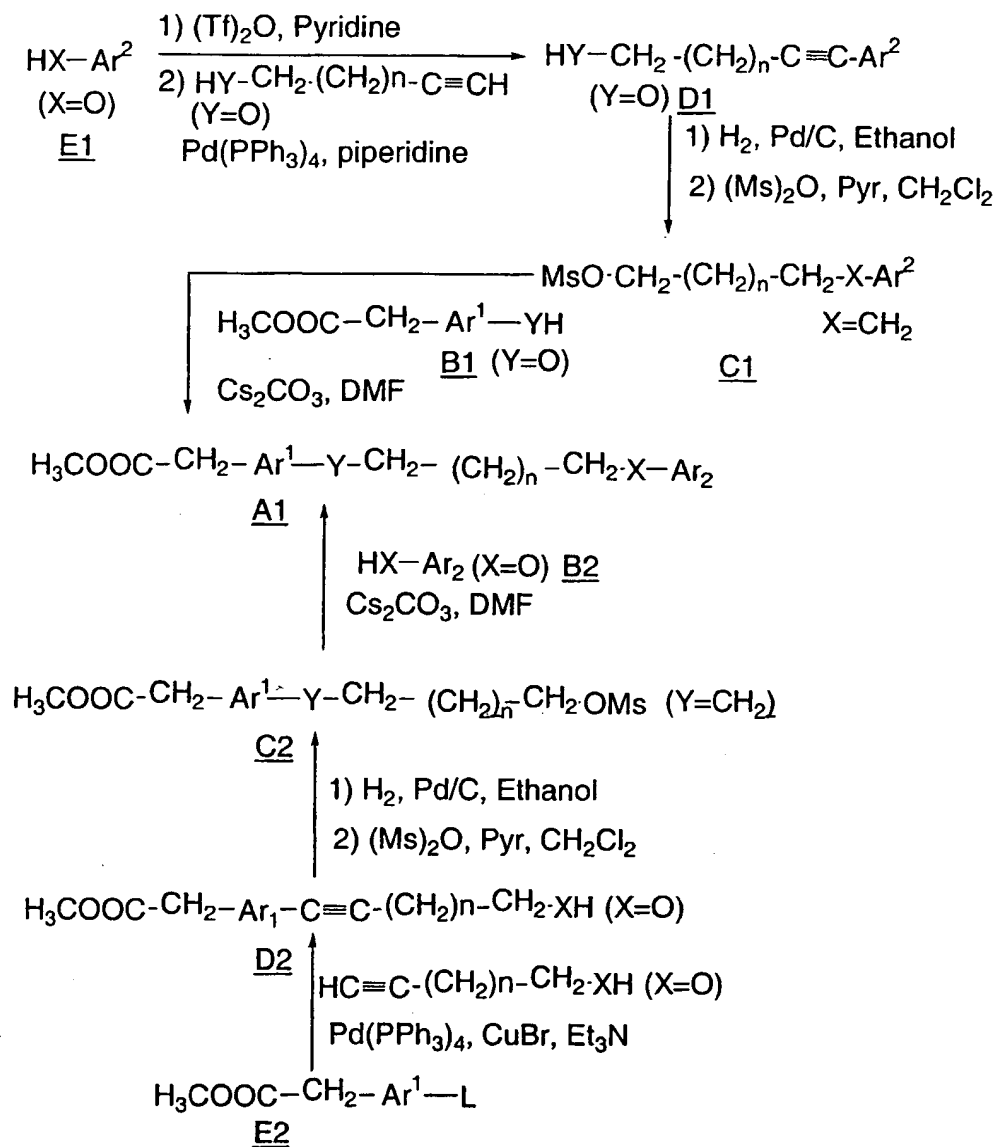 1) (Tf)₂O, Pyridine
HX–Ar²
(X=O)
E1
2) HY–CH₂·(CH₂)n–C≡CH
(Y=O)
Pd(PPh₃)₄, piperidine
HY–CH₂-(CH₂)ₙ–C≡C-Ar²
(Y=O) D1
1) H₂, Pd/C, Ethanol
2) (Ms)₂O, Pyr, CH₂Cl₂
MsO·CH₂-(CH₂)ₙ-CH₂-X-Ar²
X=CH₂
C1
H₃COOC–CH₂–Ar¹—YH
B1 (Y=O)
Cs₂CO₃, DMF
H₃COOC–CH₂–Ar¹—Y–CH₂– (CH₂)ₙ –CH₂·X–Ar₂
A1
HX–Ar₂ (X=O) B2
Cs₂CO₃, DMF
H₃COOC-CH₂–Ar¹—Y–CH₂– (CH₂)ₙ–CH₂·OMs (Y=CH₂)
C2
1) H₂, Pd/C, Ethanol
2) (Ms)₂O, Pyr, CH₂Cl₂
H₃COOC-CH₂–Ar₁–C≡C-(CH₂)n–CH₂·XH (X=O)
D2
HC≡C-(CH₂)n–CH₂·XH (X=O)
Pd(PPh₃)₄, CuBr, Et₃N
H₃COOC–CH₂–Ar¹—L
E2